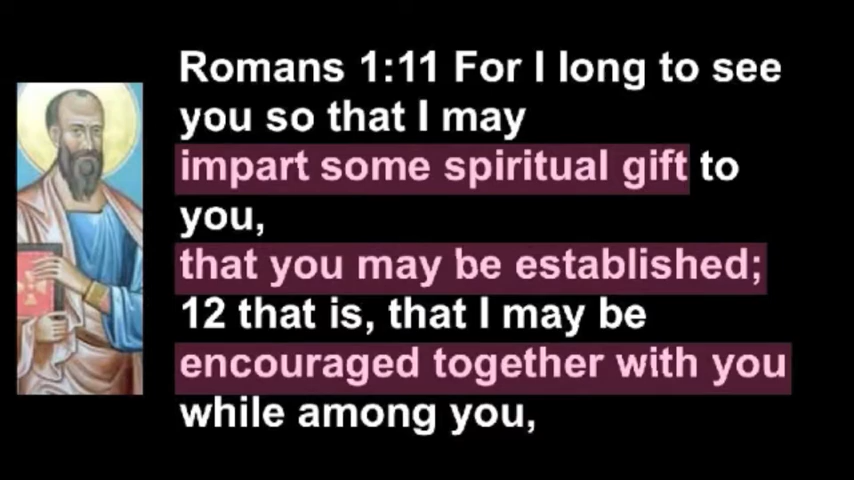 Romans 1:11 For I long to see
you so that I may
impart some spiritual gift to
you,
that you may be established;
12 that is, that I may be
encouraged together with you
while among you,